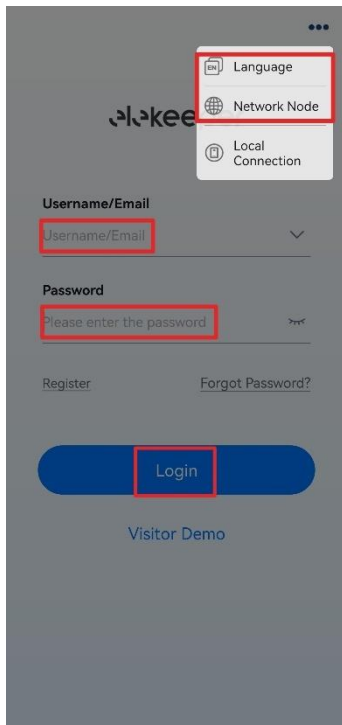 •••
EN
Language
Network Node
Local
Connection
Username/Email
Username/Email
Password
Please enter the password
Register Forgot Password?
Login
Visitor Demo